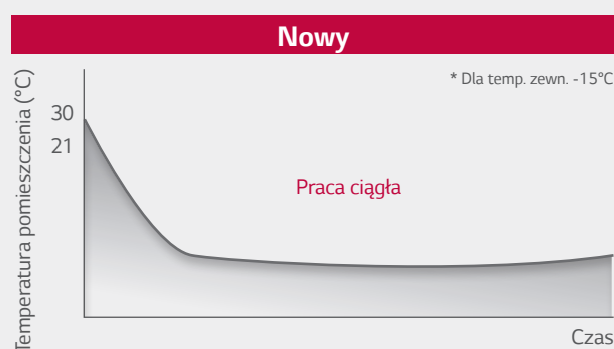 Nowy
* Dla temp. zewn. -15°C
Temperatura pomieszczenia (°C)
30
21
Praca ciągła
Czas